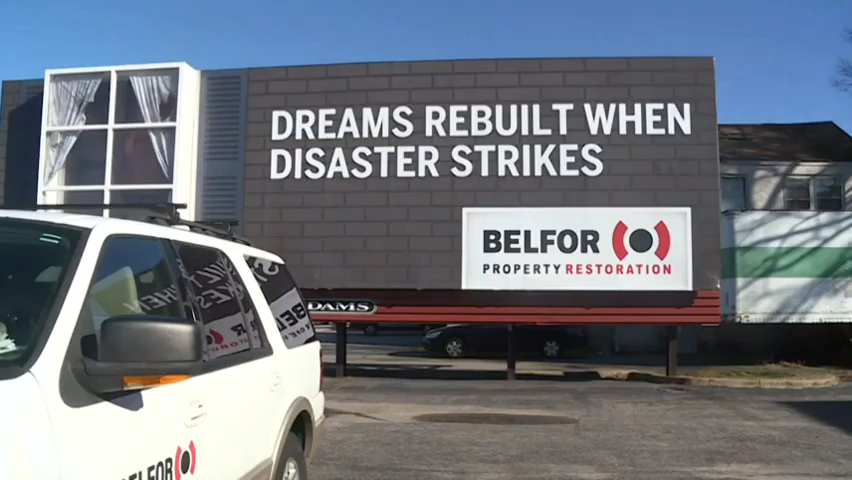 DREAMS REBUILT WHEN
DISASTER STRIKES
BELFOR
PROPERTY RESTORATION
DAMS
BELFOR